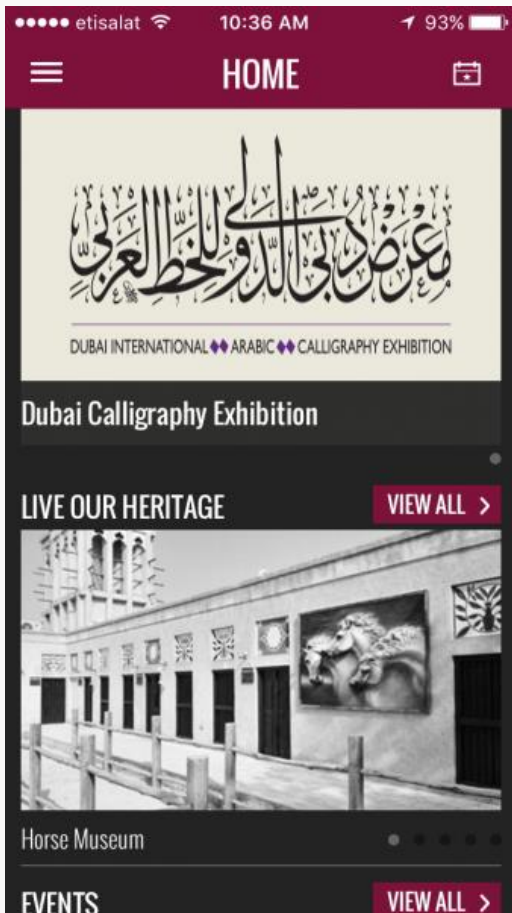 etisalat 10:36 AM 93%
HOME
معرض دبي الدولي للخط العربي
DUBAI INTERNATIONAL ARABIC CALLIGRAPHY EXHIBITION
Dubai Calligraphy Exhibition
LIVE OUR HERITAGE VIEW ALL >
Horse Museum
EVENTS VIEW ALL >